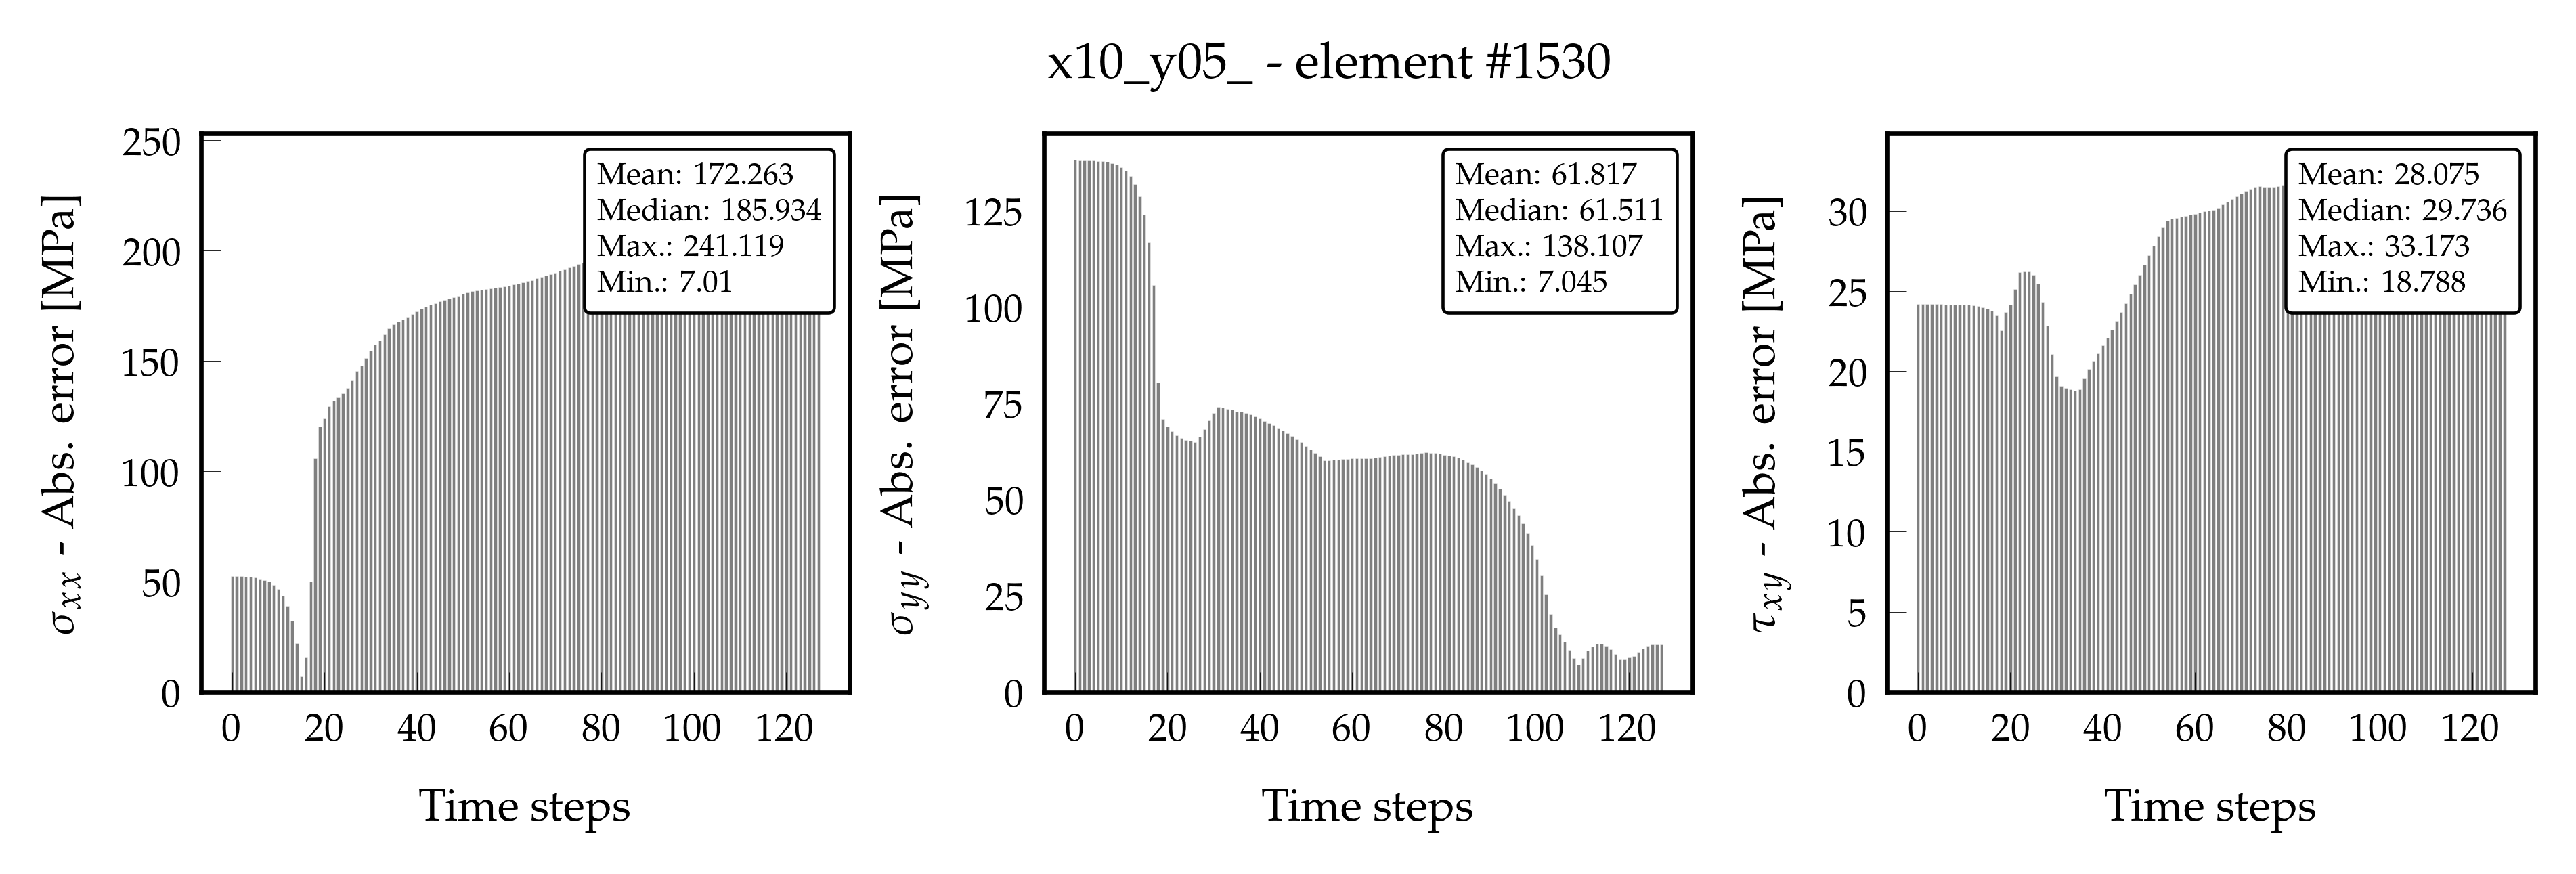 x10_y05_ - element #1530
σxx - Abs. error [MPa]
250
200
150
100
50
0
0 20 40 60 80 100 120
Time steps
Mean: 172.263
Median: 185.934
Max.: 241.119
Min.: 7.01
σyy - Abs. error [MPa]
125
100
75
50
25
0
0 20 40 60 80 100 120
Time steps
Mean: 61.817
Median: 61.511
Max.: 138.107
Min.: 7.045
τxy - Abs. error [MPa]
30
25
20
15
10
5
0
0 20 40 60 80 100 120
Time steps
Mean: 28.075
Median: 29.736
Max.: 33.173
Min.: 18.788